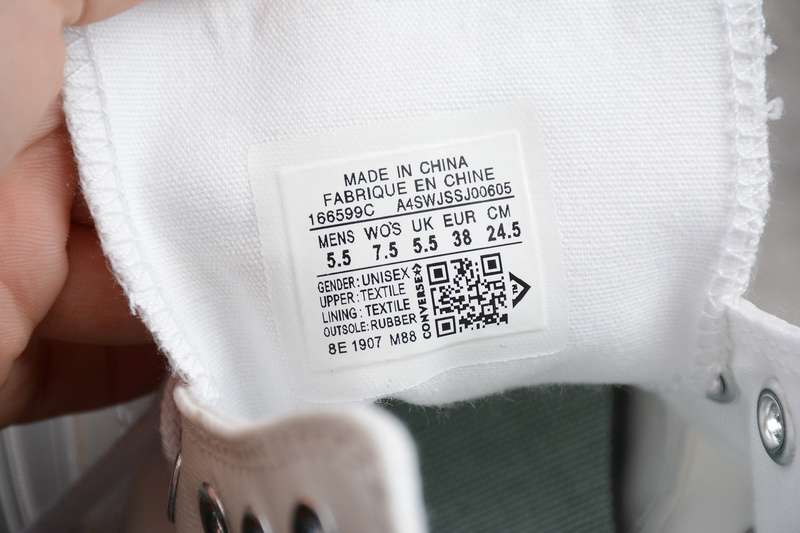 MADE IN CHINA
FABRIQUE EN CHINE
166599C A4SWJSSJ00605
MENS WO'S UK EUR CM
5.5 7.5 5.5 38 24.5
GENDER: UNISEX
UPPER: TEXTILE
LINING: TEXTILE
OUTSOLE: RUBBER
8E 1907 M88
CONVERSE